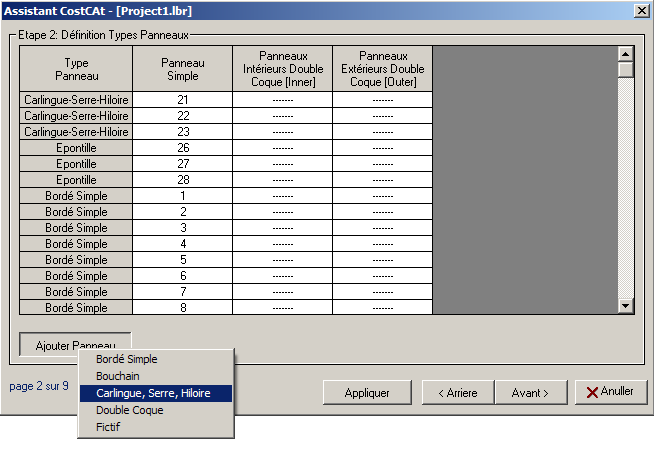 Assistant CostCAt - [Project1.lbr]
Etape 2: Définition Types Panneaux
Type Panneau
Panneau Simple
Panneaux Intérieurs Double Coque [Inner]
Panneaux Extérieurs Double Coque [Outer]
Carlingue-Serre-Hiloire 21 ------- -------
Carlingue-Serre-Hiloire 22 ------- -------
Carlingue-Serre-Hiloire 23 ------- -------
Epontille 26 ------- -------
Epontille 27 ------- -------
Epontille 28 ------- -------
Bordé Simple 1 ------- -------
Bordé Simple 2 ------- -------
Bordé Simple 3 ------- -------
Bordé Simple 4 ------- -------
Bordé Simple 5 ------- -------
Bordé Simple 6 ------- -------
Bordé Simple 7 ------- -------
Bordé Simple 8 ------- -------
Ajouter Panneau
Bordé Simple
Bouchain
Carlingue, Serre, Hiloire
Double Coque
Fictif
page 2 sur 9
Appliquer
< Arriere
Avant >
Anuller